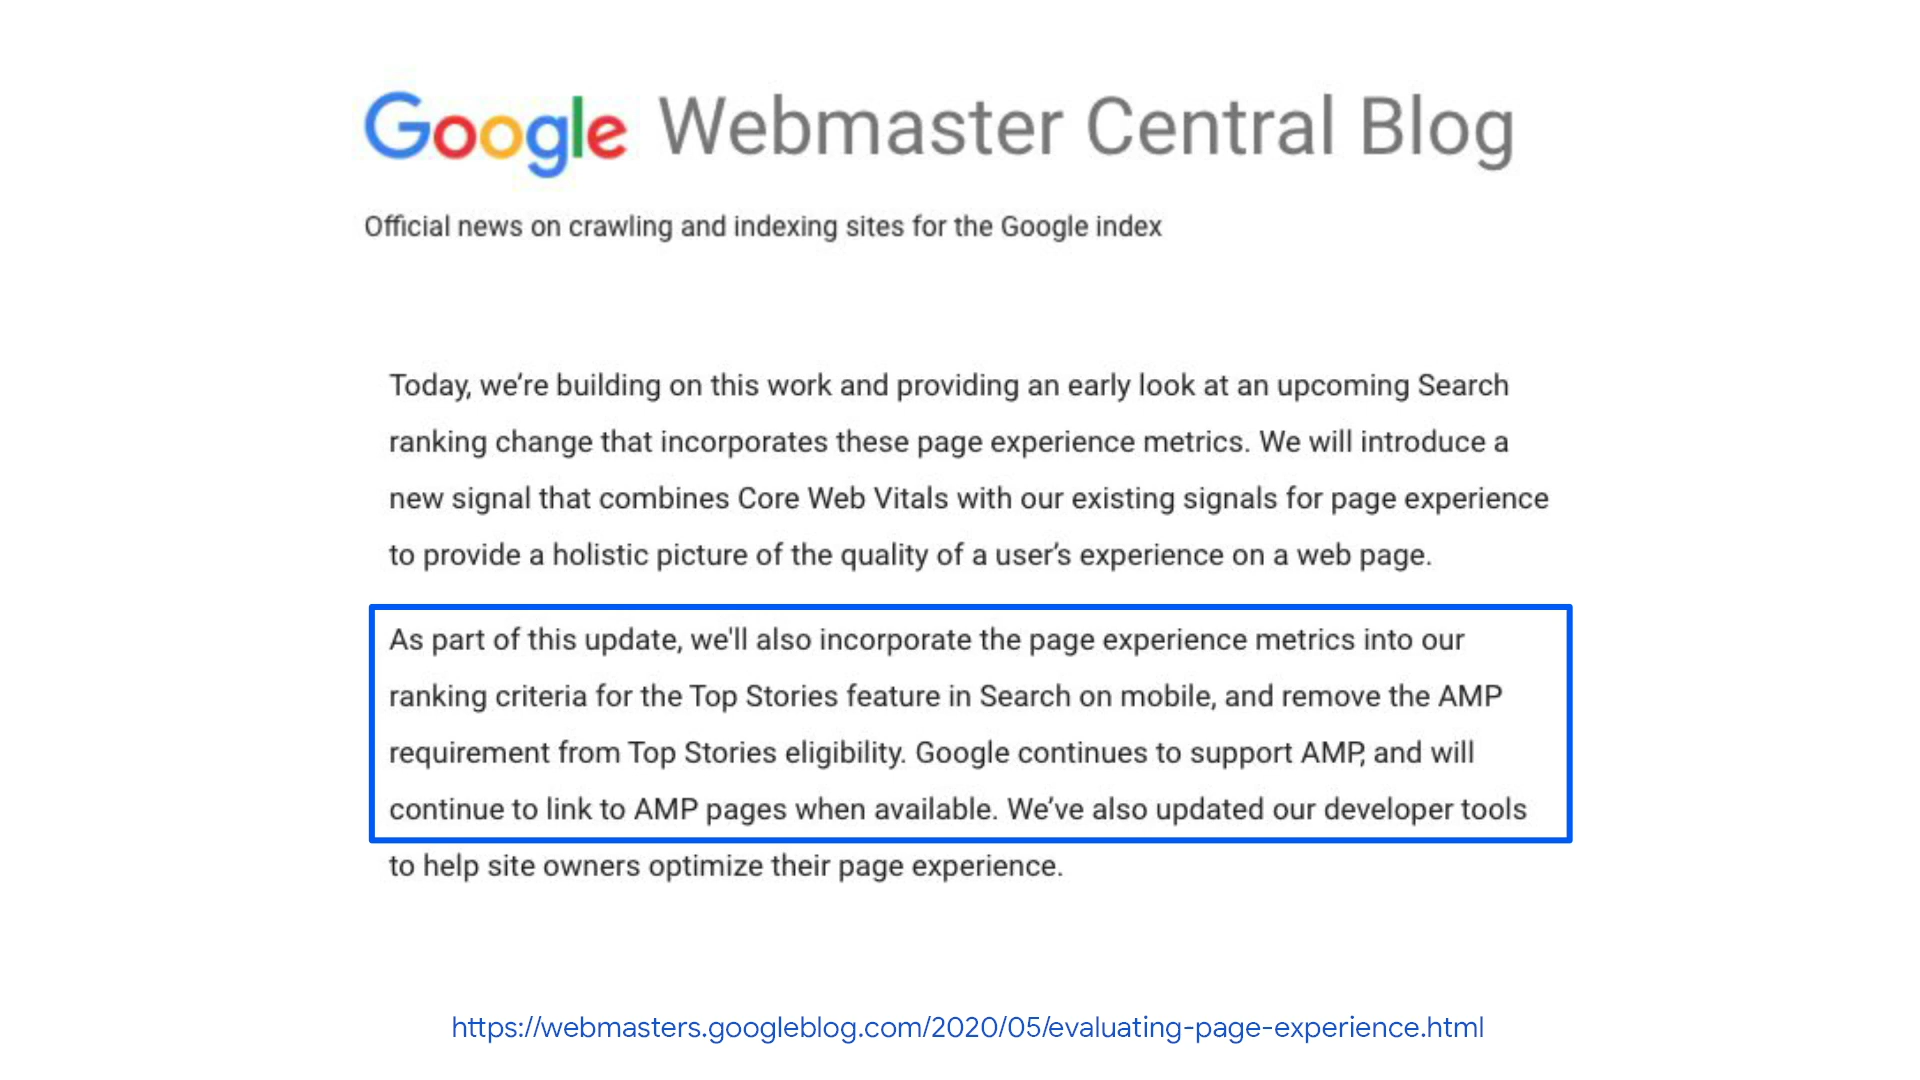 Google Webmaster Central Blog
Official news on crawling and indexing sites for the Google index
Today, we’re building on this work and providing an early look at an upcoming Search
ranking change that incorporates these page experience metrics. We will introduce a
new signal that combines Core Web Vitals with our existing signals for page experience
to provide a holistic picture of the quality of a user’s experience on a web page.
As part of this update, we'll also incorporate the page experience metrics into our
ranking criteria for the Top Stories feature in Search on mobile, and remove the AMP
requirement from Top Stories eligibility. Google continues to support AMP, and will
continue to link to AMP pages when available. We’ve also updated our developer tools
to help site owners optimize their page experience.
https://webmasters.googleblog.com/2020/05/evaluating-page-experience.html